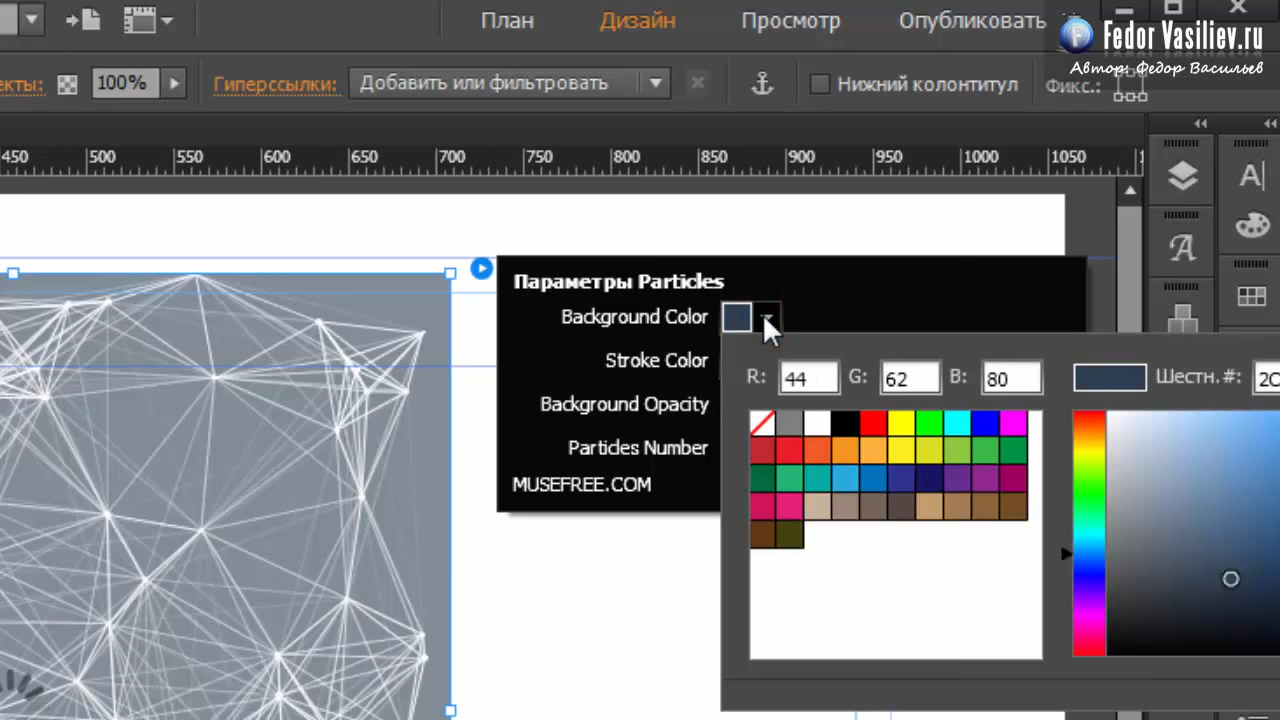 План Дизайн Просмотр Опубликовать
Fedor Vasiliev.ru
Автор: Федор Васильев
екты: 100% Гиперссылки: Добавить или фильтровать Нижний колонтитул Фикс.:
450 500 550 600 650 700 750 800 850 900 950 1000 1050
Параметры Particles
Background Color
Stroke Color
Background Opacity
Particles Number
MUSEFREE.COM
R: 44 G: 62 B: 80 Шестн.#: 2C